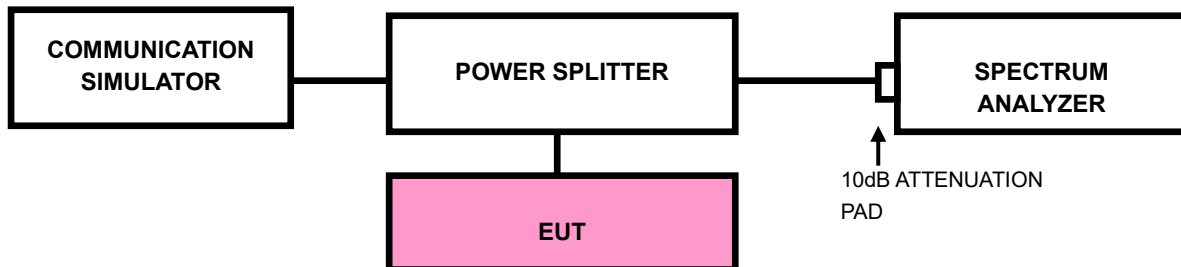 COMMUNICATION
SIMULATOR
POWER SPLITTER
SPECTRUM
ANALYZER
10dB ATTENUATION
PAD
EUT